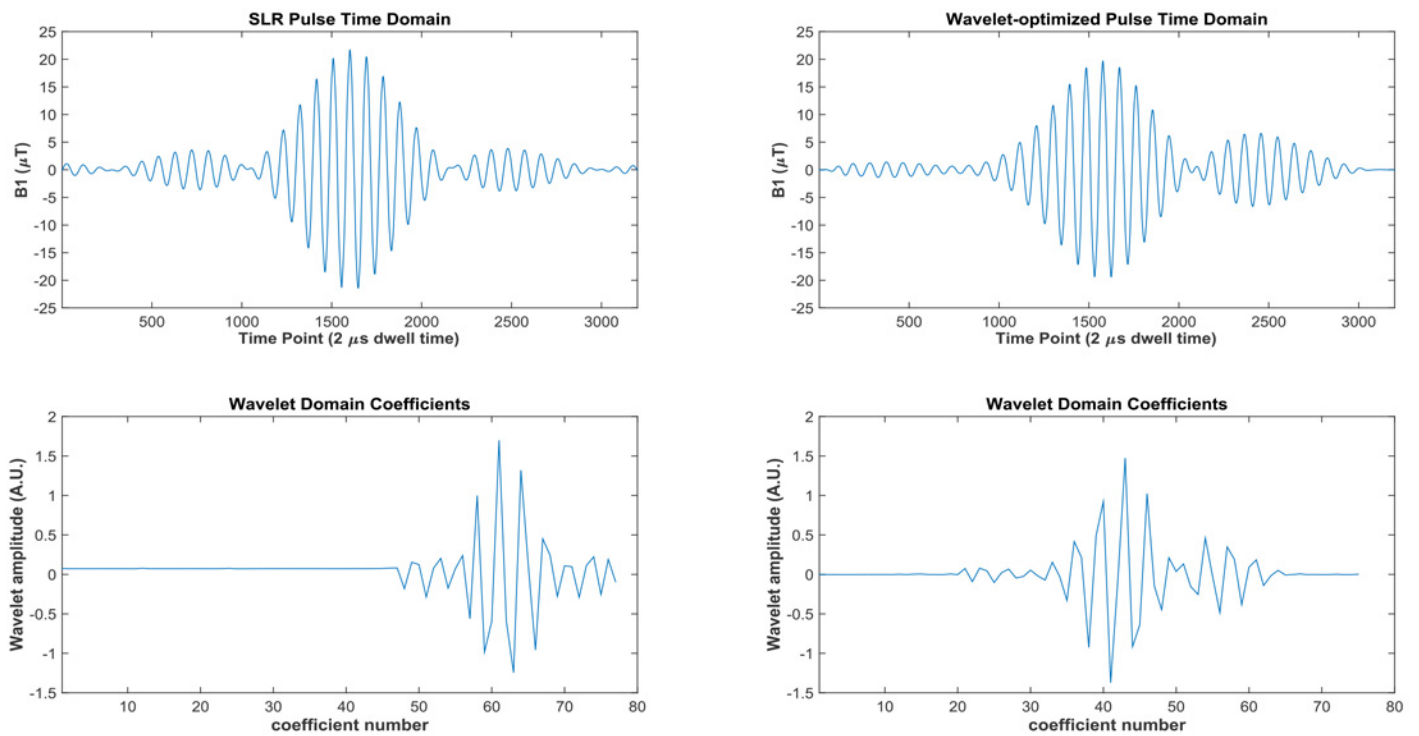 SLR Pulse Time Domain
25
20
15
10
5
0
-5
-10
-15
-20
-25
B1 (μT)
500 1000 1500 2000 2500 3000
Time Point (2 μs dwell time)
Wavelet-optimized Pulse Time Domain
25
20
15
10
5
0
-5
-10
-15
-20
-25
B1 (μT)
500 1000 1500 2000 2500 3000
Time Point (2 μs dwell time)
Wavelet Domain Coefficients
2
1.5
1
0.5
0
-0.5
-1
-1.5
Wavelet amplitude (A.U.)
10 20 30 40 50 60 70 80
coefficient number
Wavelet Domain Coefficients
2
1.5
1
0.5
0
-0.5
-1
-1.5
Wavelet amplitude (A.U.)
10 20 30 40 50 60 70 80
coefficient number